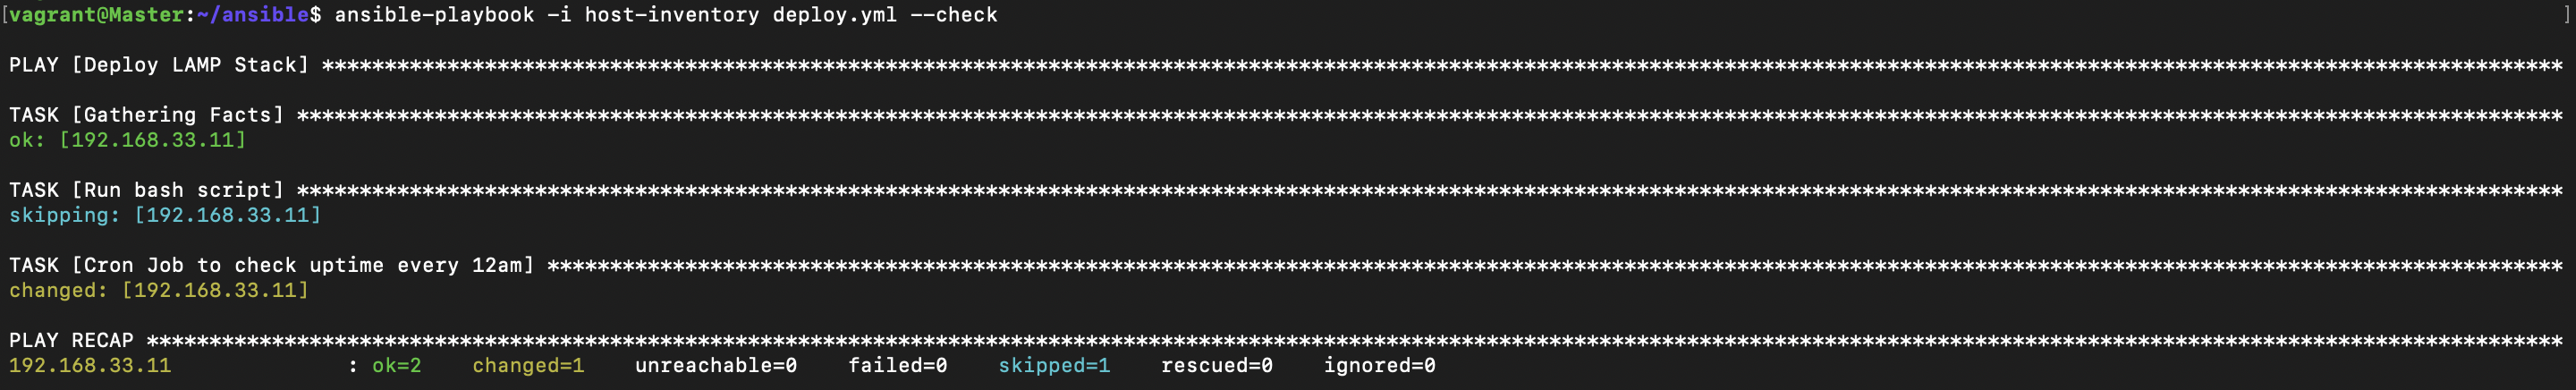 [vagrant@Master:~/ansible$ ansible-playbook -i host-inventory deploy.yml --check ]
PLAY [Deploy LAMP Stack] ***********************************************************************************************************************************************************************************
TASK [Gathering Facts] *************************************************************************************************************************************************************************************
ok: [192.168.33.11]
TASK [Run bash script] *************************************************************************************************************************************************************************************
skipping: [192.168.33.11]
TASK [Cron Job to check uptime every 12am] *****************************************************************************************************************************************************************
changed: [192.168.33.11]
PLAY RECAP *************************************************************************************************************************************************************************************************
192.168.33.11              : ok=2    changed=1    unreachable=0    failed=0    skipped=1    rescued=0    ignored=0